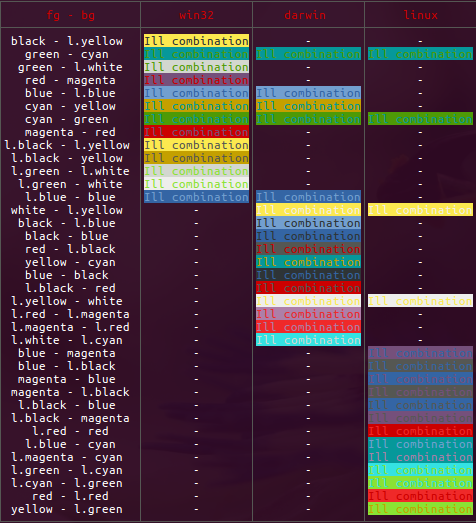 fg - bg win32 darwin linux
black - l.yellow Ill combination - -
green - cyan Ill combination Ill combination Ill combination
green - l.white Ill combination - -
red - magenta Ill combination - -
blue - l.blue Ill combination Ill combination -
cyan - yellow Ill combination Ill combination -
cyan - green Ill combination Ill combination Ill combination
magenta - red Ill combination - -
l.black - l.yellow Ill combination - -
l.black - yellow Ill combination - -
l.green - l.white Ill combination - -
l.green - white Ill combination - -
l.blue - blue Ill combination Ill combination -
white - l.yellow - Ill combination Ill combination
black - l.blue - Ill combination -
black - blue - Ill combination -
red - l.black - Ill combination -
yellow - cyan - Ill combination -
blue - black - Ill combination -
l.black - red - Ill combination -
l.yellow - white - Ill combination Ill combination
l.red - l.magenta - Ill combination -
l.magenta - l.red - Ill combination -
l.white - l.cyan - Ill combination -
blue - magenta - - Ill combination
blue - l.black - - Ill combination
magenta - blue - - Ill combination
magenta - l.black - - Ill combination
l.black - blue - - Ill combination
l.black - magenta - - Ill combination
l.red - red - - Ill combination
l.blue - cyan - - Ill combination
l.magenta - cyan - - Ill combination
l.green - l.cyan - - Ill combination
l.cyan - l.green - - Ill combination
red - l.red - - Ill combination
yellow - l.green - - Ill combination